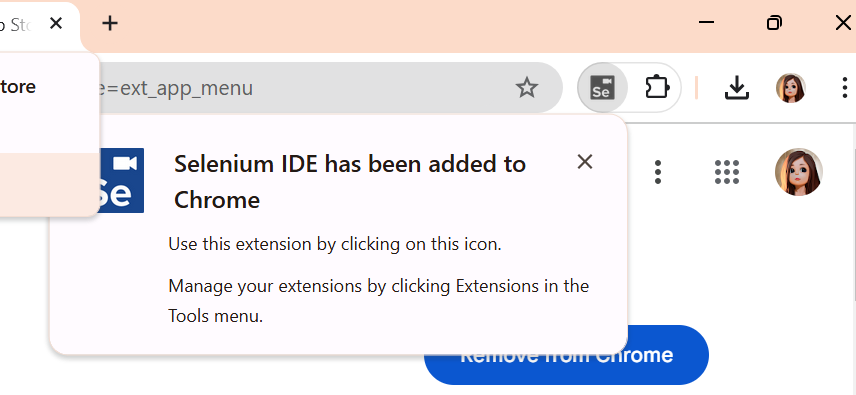 p Sto
tore
e=ext_app_menu
Se
Se
Selenium IDE has been added to
Chrome
Use this extension by clicking on this icon.
Manage your extensions by clicking Extensions in the
Tools menu.
Remove from Chrome